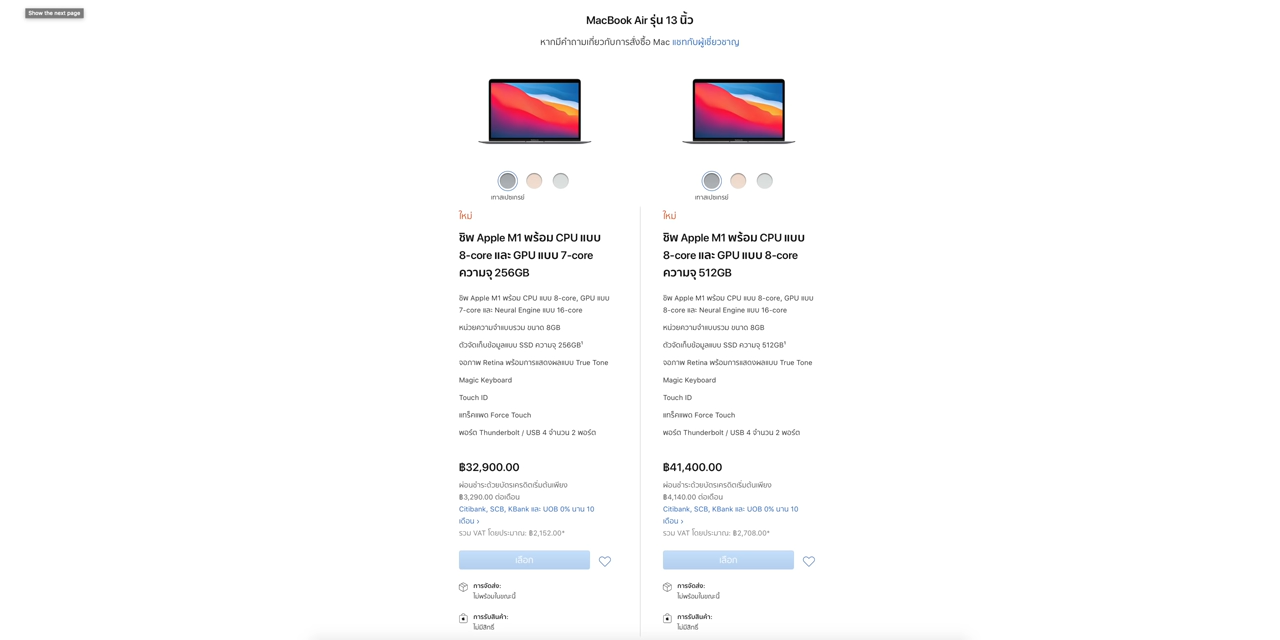 Show the next page
MacBook Air รุ่น 13 นิ้ว
หากมีคำถามเกี่ยวกับการสั่งซื้อ Mac แชทกับผู้เชี่ยวชาญ
เทาสเปซเกรย์
ใหม่
ชิพ Apple M1 พร้อม CPU แบบ
8-core และ GPU แบบ 7-core
ความจุ 256GB
ชิพ Apple M1 พร้อม CPU แบบ 8-core, GPU แบบ
7-core และ Neural Engine แบบ 16-core
หน่วยความจำแบบรวม ขนาด 8GB
ตัวจัดเก็บข้อมูลแบบ SSD ความจุ 256GB¹
จอภาพ Retina พร้อมการแสดงผลแบบ True Tone
Magic Keyboard
Touch ID
แทร็คแพด Force Touch
พอร์ต Thunderbolt / USB 4 จำนวน 2 พอร์ต
฿32,900.00
ผ่อนชำระด้วยบัตรเครดิตเริ่มต้นเพียง
฿3,290.00 ต่อเดือน
Citibank, SCB, KBank และ UOB 0% นาน 10
เดือน ›
รวม VAT โดยประมาณ: ฿2,152.00*
เลือก
การจัดส่ง:
ไม่พร้อมในขณะนี้
การรับสินค้า:
ไม่มีสิทธิ์
เทาสเปซเกรย์
ใหม่
ชิพ Apple M1 พร้อม CPU แบบ
8-core และ GPU แบบ 8-core
ความจุ 512GB
ชิพ Apple M1 พร้อม CPU แบบ 8-core, GPU แบบ
8-core และ Neural Engine แบบ 16-core
หน่วยความจำแบบรวม ขนาด 8GB
ตัวจัดเก็บข้อมูลแบบ SSD ความจุ 512GB¹
จอภาพ Retina พร้อมการแสดงผลแบบ True Tone
Magic Keyboard
Touch ID
แทร็คแพด Force Touch
พอร์ต Thunderbolt / USB 4 จำนวน 2 พอร์ต
฿41,400.00
ผ่อนชำระด้วยบัตรเครดิตเริ่มต้นเพียง
฿4,140.00 ต่อเดือน
Citibank, SCB, KBank และ UOB 0% นาน 10
เดือน ›
รวม VAT โดยประมาณ: ฿2,708.00*
เลือก
การจัดส่ง:
ไม่พร้อมในขณะนี้
การรับสินค้า:
ไม่มีสิทธิ์